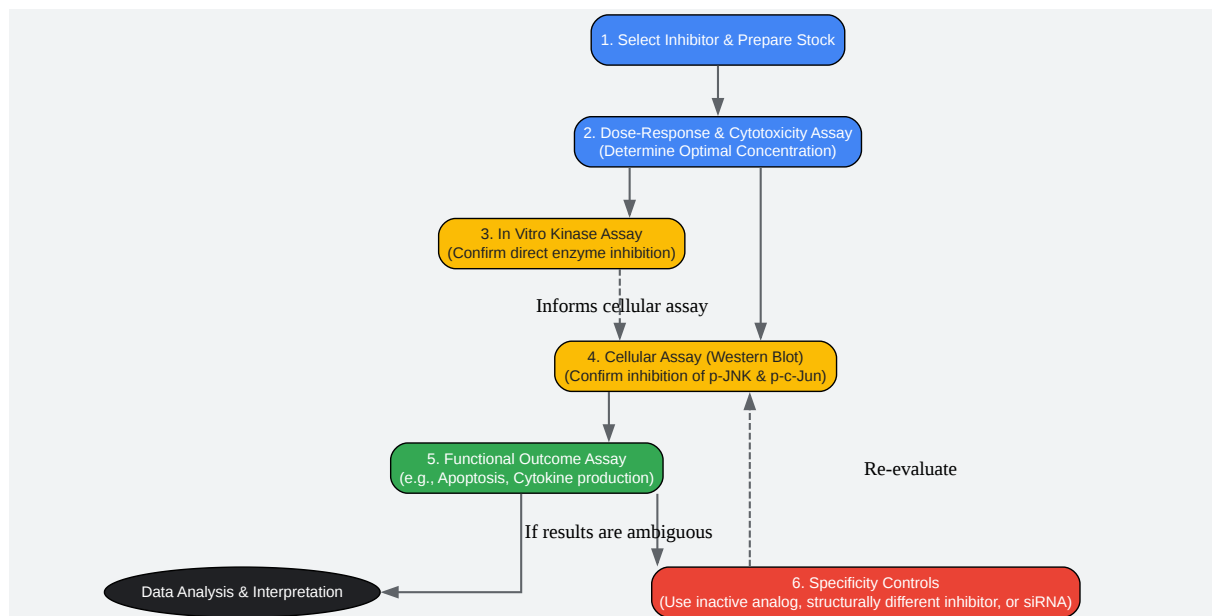 1. Select Inhibitor & Prepare Stock
2. Dose-Response & Cytotoxicity Assay
(Determine Optimal Concentration)
3. In Vitro Kinase Assay
(Confirm direct enzyme inhibition)
Informs cellular assay
4. Cellular Assay (Western Blot)
(Confirm inhibition of p-JNK & p-c-Jun)
5. Functional Outcome Assay
(e.g., Apoptosis, Cytokine production)
Re-evaluate
If results are ambiguous
Data Analysis & Interpretation
6. Specificity Controls
(Use inactive analog, structurally different inhibitor, or siRNA)